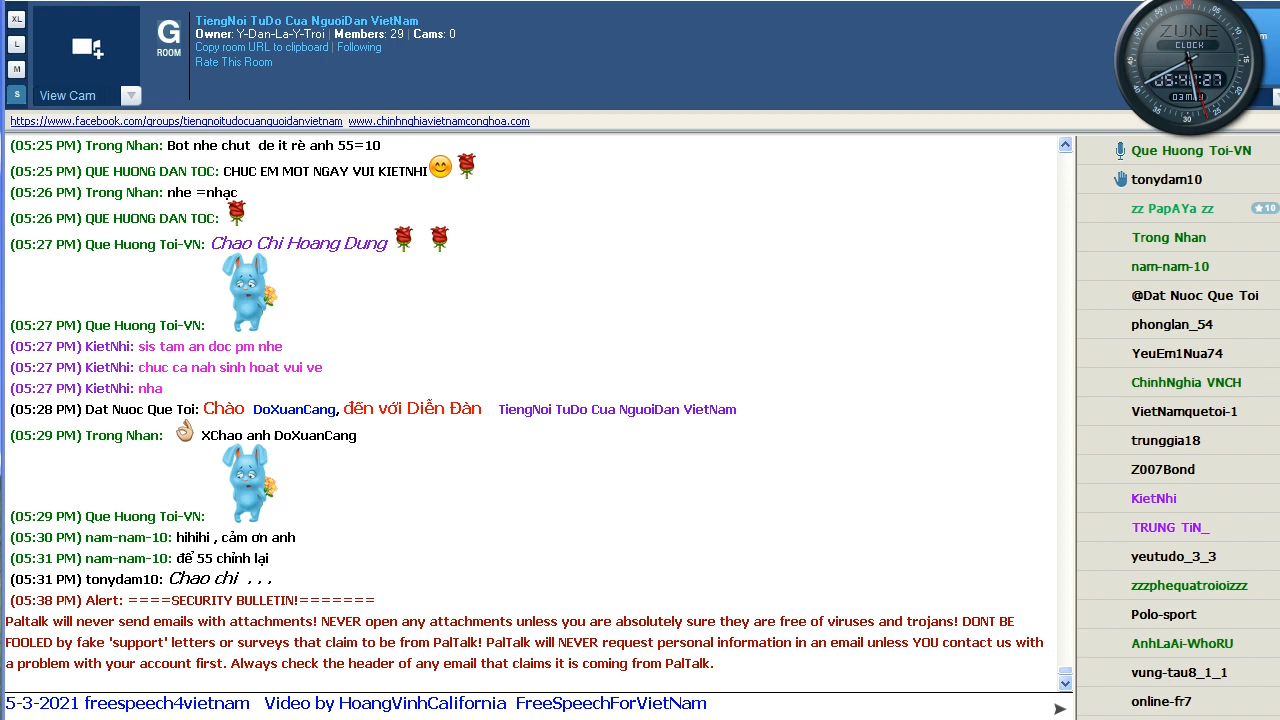 XL
L
M
S
View Cam
G
ROOM
TiengNoi TuDo Cua NguoiDan VietNam
Owner: Y-Dan-La-Y-Troi | Members: 29 | Cams: 0
Copy room URL to clipboard | Following
Rate This Room
ZUNE
CLOCK
03 May
https://www.facebook.com/groups/tiengnoitudocuanguoidanvietnam www.chinhnghiavietnamconghoa.com
(05:25 PM) Trong Nhan: Bot nhe chut de it rè anh 55=10
(05:25 PM) QUE HUONG DAN TOC: CHUC EM MOT NGAY VUI KIETNHI
(05:26 PM) Trong Nhan: nhe =nhạc
(05:26 PM) QUE HUONG DAN TOC:
(05:27 PM) Que Huong Toi-VN: Chao Chi Hoang Dung
(05:27 PM) Que Huong Toi-VN:
(05:27 PM) KietNhi: sis tam an doc pm nhe
(05:27 PM) KietNhi: chuc ca nah sinh hoat vui ve
(05:27 PM) KietNhi: nha
(05:28 PM) Dat Nuoc Que Toi: Chào DoXuanCang, đến với Diễn Đàn TiengNoi TuDo Cua NguoiDan VietNam
(05:29 PM) Trong Nhan: XChao anh DoXuanCang
(05:29 PM) Que Huong Toi-VN:
(05:30 PM) nam-nam-10: hihihi , cảm ơn anh
(05:31 PM) nam-nam-10: để 55 chỉnh lại
(05:31 PM) tonydam10: Chao chi . . .
(05:38 PM) Alert: ====SECURITY BULLETIN!=======
Paltalk will never send emails with attachments! NEVER open any attachments unless you are absolutely sure they are free of viruses and trojans! DONT BE
FOOLED by fake 'support' letters or surveys that claim to be from PalTalk! PalTalk will NEVER request personal information in an email unless YOU contact us with
a problem with your account first. Always check the header of any email that claims it is coming from PalTalk.
5-3-2021 freespeech4vietnam Video by HoangVinhCalifornia FreeSpeechForVietNam
Que Huong Toi-VN
tonydam10
zz PapAYa zz
10
Trong Nhan
nam-nam-10
@Dat Nuoc Que Toi
phonglan_54
YeuEm1Nua74
ChinhNghia VNCH
VietNamquetoi-1
trunggia18
Z007Bond
KietNhi
TRUNG TiN_
yeutudo_3_3
zzzphequatroioizzz
Polo-sport
AnhLaAi-WhoRU
vung-tau8_1_1
online-fr7